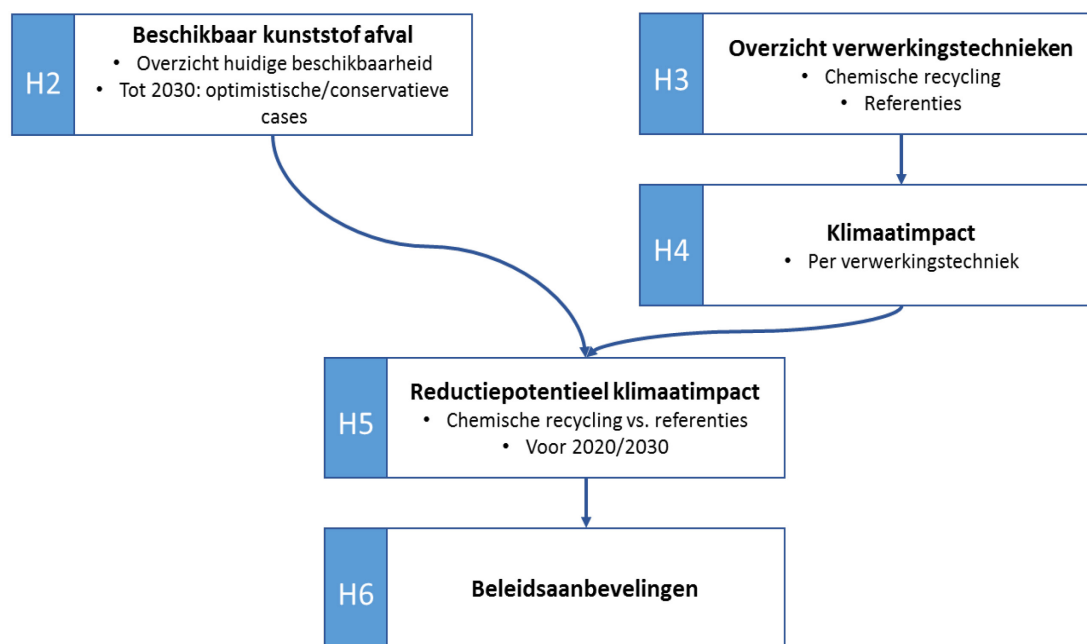 H2
Beschikbaar kunststof afval
• Overzicht huidige beschikbaarheid
• Tot 2030: optimistische/conservatieve
cases
H3
Overzicht verwerkingstechnieken
• Chemische recycling
• Referenties
H4
Klimaatimpact
• Per verwerkingstechniek
H5
Reductiepotentieel klimaatimpact
• Chemische recycling vs. referenties
• Voor 2020/2030
H6
Beleidsaanbevelingen